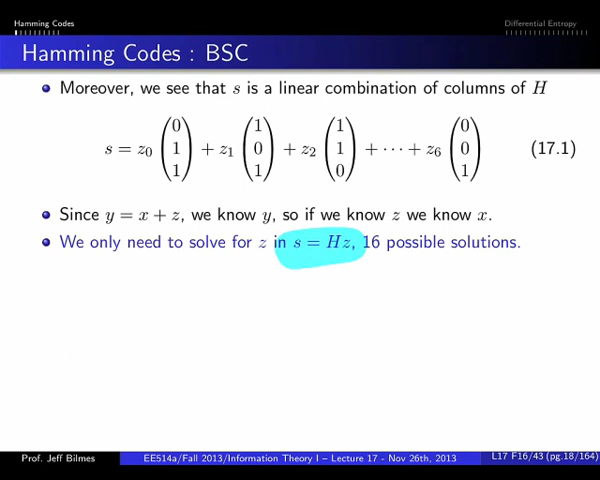 Hamming Codes Differential Entropy
Hamming Codes : BSC
Moreover, we see that s is a linear combination of columns of H
s = z₀ (0 1 1) + z₁ (1 0 1) + z₂ (1 1 0) + ··· + z₆ (0 0 1) (17.1)
Since y = x + z, we know y, so if we know z we know x.
We only need to solve for z in s = Hz, 16 possible solutions.
Prof. Jeff Bilmes EE514a/Fall 2013/Information Theory I – Lecture 17 - Nov 26th, 2013 L17 F16/43 (pg.18/164)